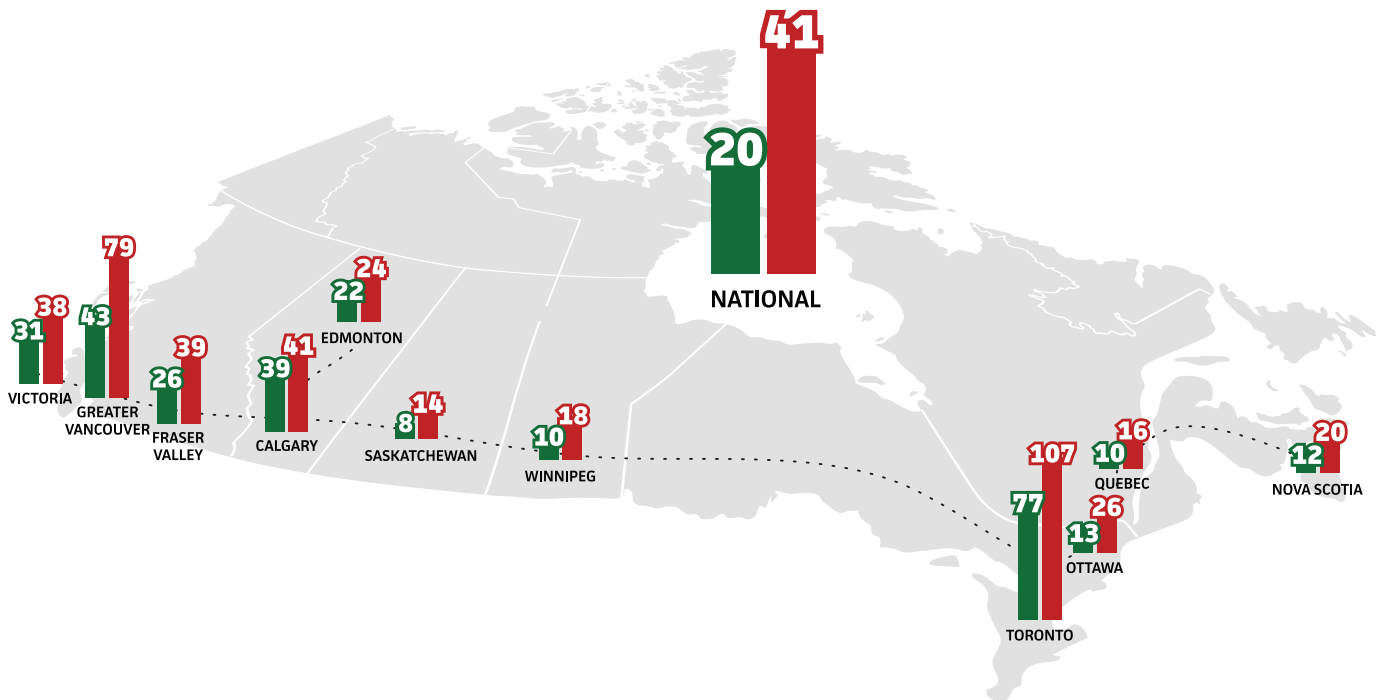 41
20
NATIONAL
79
38
31
43
VICTORIA
GREATER
VANCOUVER
39
26
FRASER
VALLEY
24
22
EDMONTON
41
39
CALGARY
14
8
SASKATCHEWAN
18
10
WINNIPEG
107
77
TORONTO
26
13
OTTAWA
16
10
QUEBEC
20
12
NOVA SCOTIA